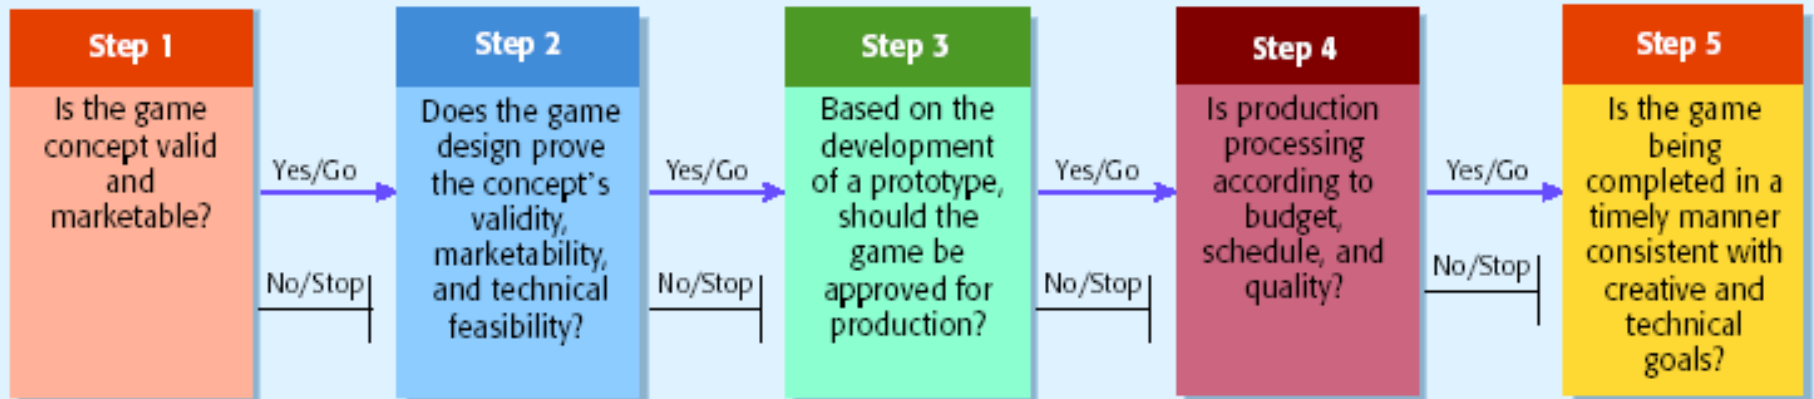 Step 1
Is the game
concept valid
and
marketable?
Yes/Go
No/Stop
Step 2
Does the game
design prove
the concept's
validity,
marketability,
and technical
feasibility?
Yes/Go
No/Stop
Step 3
Based on the
development
of a prototype,
should the
game be
approved for
production?
Yes/Go
No/Stop
Step 4
Is production
processing
according to
budget,
schedule, and
quality?
Yes/Go
No/Stop
Step 5
Is the game
being
completed in a
timely manner
consistent with
creative and
technical
goals?